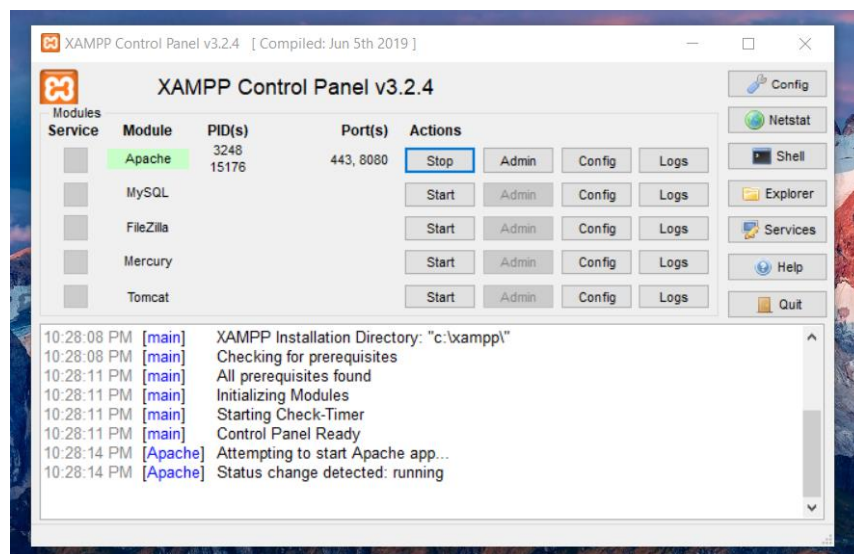 XAMPP Control Panel v3.2.4 [ Compiled: Jun 5th 2019 ]
XAMPP Control Panel v3.2.4
Config
Modules
Service Module PID(s) Port(s) Actions
Netstat
Apache 3248 15176 443, 8080 Stop Admin Config Logs
Shell
MySQL Start Admin Config Logs
Explorer
FileZilla Start Admin Config Logs
Services
Mercury Start Admin Config Logs
Help
Tomcat Start Admin Config Logs
Quit
10:28:08 PM [main] XAMPP Installation Directory: "c:\xampp\"
10:28:08 PM [main] Checking for prerequisites
10:28:11 PM [main] All prerequisites found
10:28:11 PM [main] Initializing Modules
10:28:11 PM [main] Starting Check-Timer
10:28:11 PM [main] Control Panel Ready
10:28:14 PM [Apache] Attempting to start Apache app...
10:28:14 PM [Apache] Status change detected: running